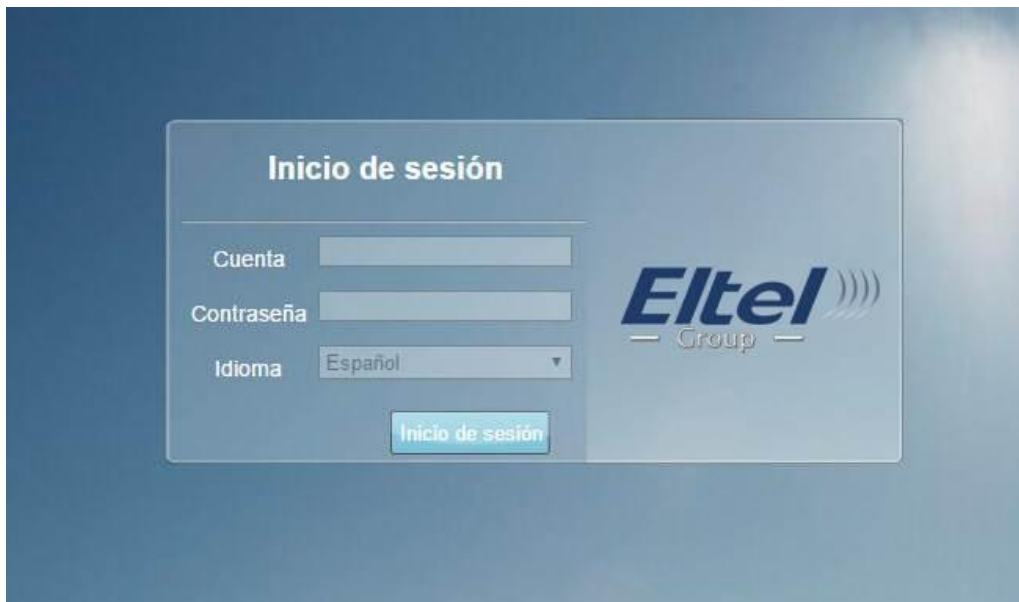 Inicio de sesión
Cuenta
Contraseña
Idioma
Español
Inicio de sesión
Eltel
Group